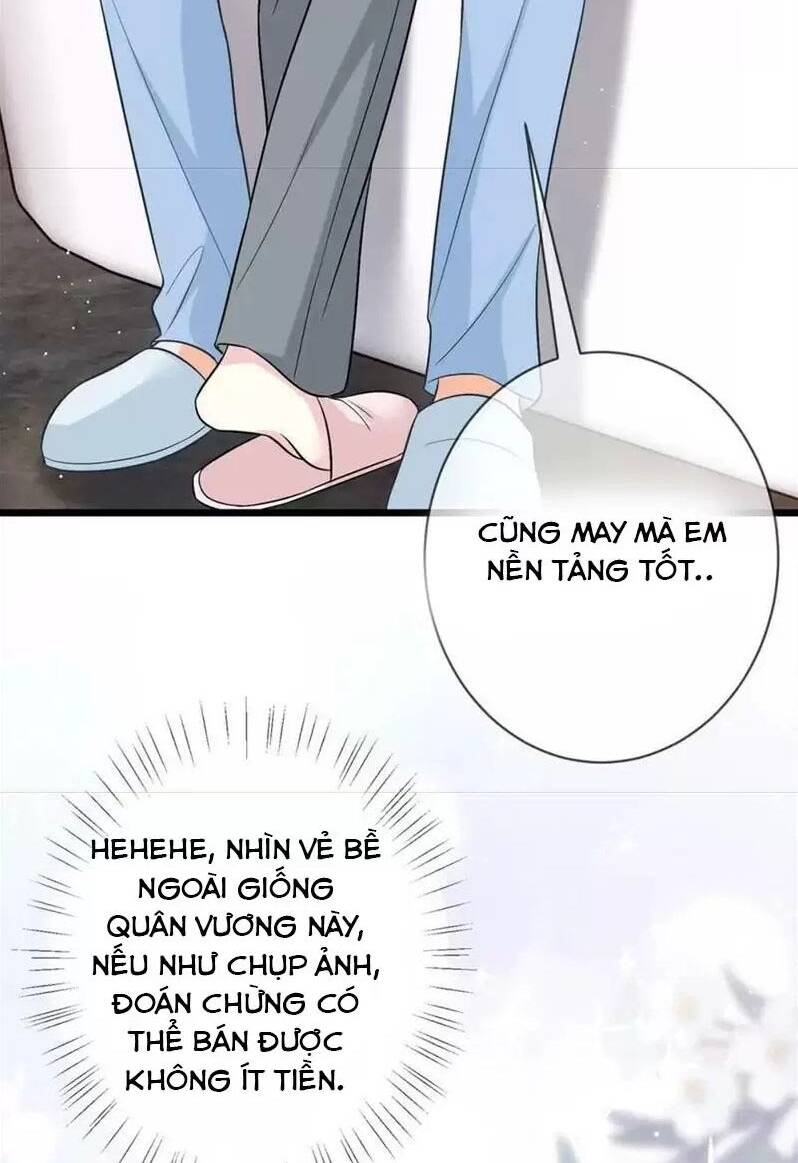 CŨNG MAY MÀ EM
NỀN TẢNG TỐT..
HEHEHE, NHÌN VẺ BỀ
NGOÀI GIỐNG
QUÂN VƯƠNG NÀY,
NẾU NHƯ CHỤP ẢNH,
ĐOÁN CHỪNG CÓ
THỂ BÁN ĐƯỢC
KHÔNG ÍT TIỀN.